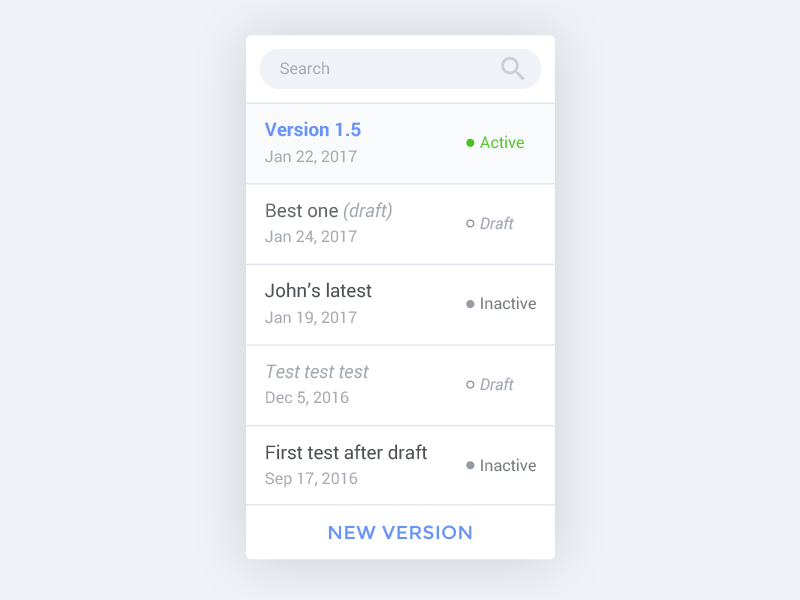 Search
Version 1.5
Jan 22, 2017
Active
Best one (draft)
Jan 24, 2017
Draft
John’s latest
Jan 19, 2017
Inactive
Test test test
Dec 5, 2016
Draft
First test after draft
Sep 17, 2016
Inactive
NEW VERSION